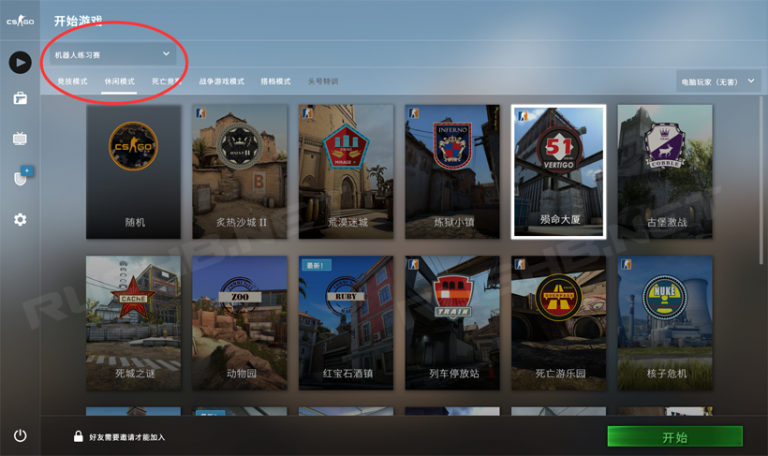 CS:GO
开始游戏
机器人练习赛
竞技模式 休闲模式 死亡竞赛 战争游戏模式 搭档模式 头号特训
电脑玩家（无害）
CS:GO
随机
炙热沙城 II
MIRAGE
荒漠迷城
INFERNO
炼狱小镇
51
VERTIGO
殒命大厦
COBBLE
古堡激战
CACHE
死城之谜
ZOO
动物园
最新！
RUBY
红宝石酒镇
TRAIN
列车停放站
死亡游乐园
NUKE
核子危机
最新！
好友需要邀请才能加入
开始